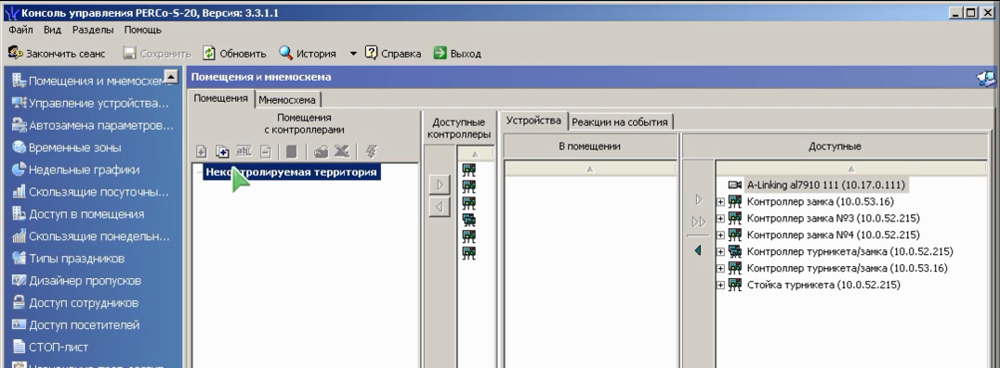 Консоль управления PERCo-S-20, Версия: 3.3.1.1
Файл Вид Разделы Помощь
Закончить сеанс Сохранить Обновить История Справка Выход
Помещения и мнемосхем
Управление устройства...
Автозамена параметров...
Временные зоны
Недельные графики
Скользящие посуточны...
Доступ в помещения
Скользящие понедельн...
Типы праздников
Дизайнер пропусков
Доступ сотрудников
Доступ посетителей
СТОП-лист
Помещения и мнемосхема
Помещения Мнемосхема
Помещения
с контроллерами
Неконтролируемая территория
Доступные
контроллеры
Устройства Реакции на события
В помещении
Доступные
A-Linking al7910 111 (10.17.0.111)
Контроллер замка (10.0.53.16)
Контроллер замка №3 (10.0.52.215)
Контроллер замка №4 (10.0.52.215)
Контроллер турникета/замка (10.0.52.215)
Контроллер турникета/замка (10.0.53.16)
Стойка турникета (10.0.52.215)